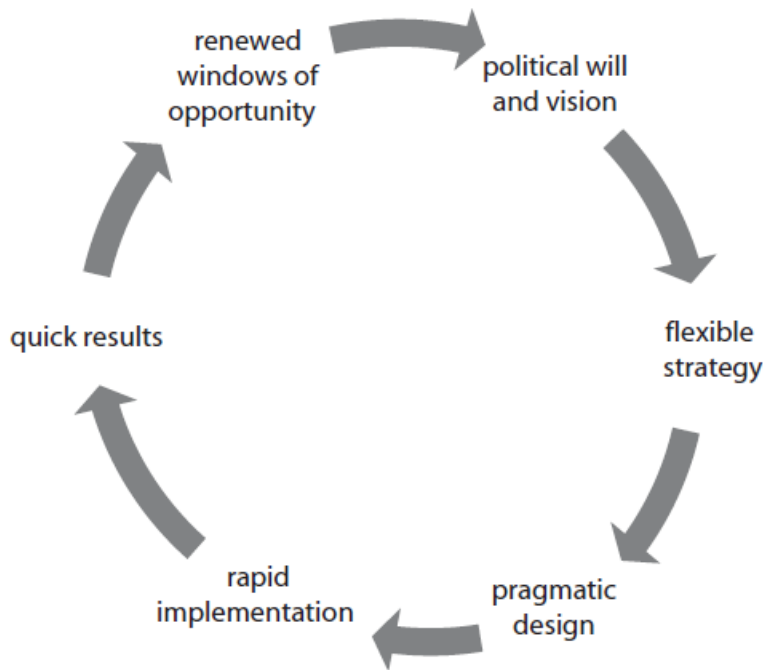 renewed
windows of
opportunity
political will
and vision
flexible
strategy
pragmatic
design
rapid
implementation
quick results